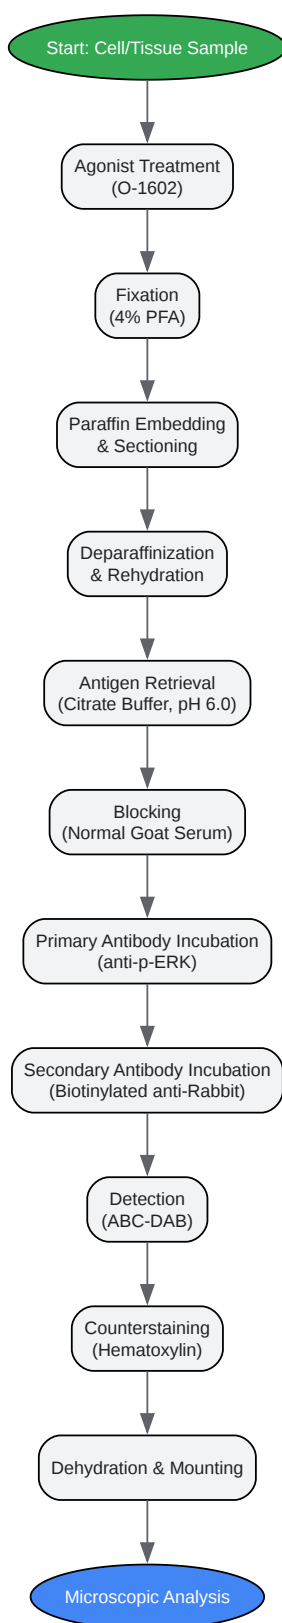 Start: Cell/Tissue Sample
Agonist Treatment
(O-1602)
Fixation
(4% PFA)
Paraffin Embedding
& Sectioning
Deparaffinization
& Rehydration
Antigen Retrieval
(Citrate Buffer, pH 6.0)
Blocking
(Normal Goat Serum)
Primary Antibody Incubation
(anti-p-ERK)
Secondary Antibody Incubation
(Biotinylated anti-Rabbit)
Detection
(ABC-DAB)
Counterstaining
(Hematoxylin)
Dehydration & Mounting
Microscopic Analysis